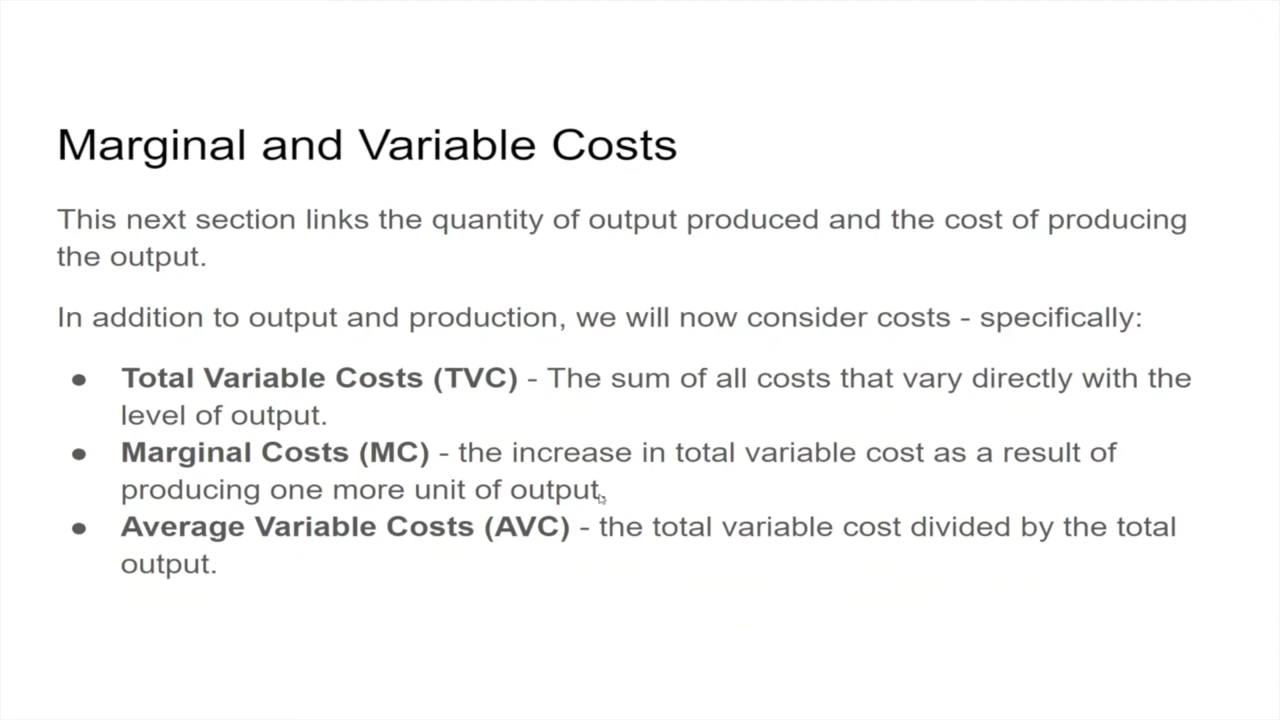 Marginal and Variable Costs
This next section links the quantity of output produced and the cost of producing
the output.
In addition to output and production, we will now consider costs - specifically:
● Total Variable Costs (TVC) - The sum of all costs that vary directly with the
level of output.
● Marginal Costs (MC) - the increase in total variable cost as a result of
producing one more unit of output.
● Average Variable Costs (AVC) - the total variable cost divided by the total
output.